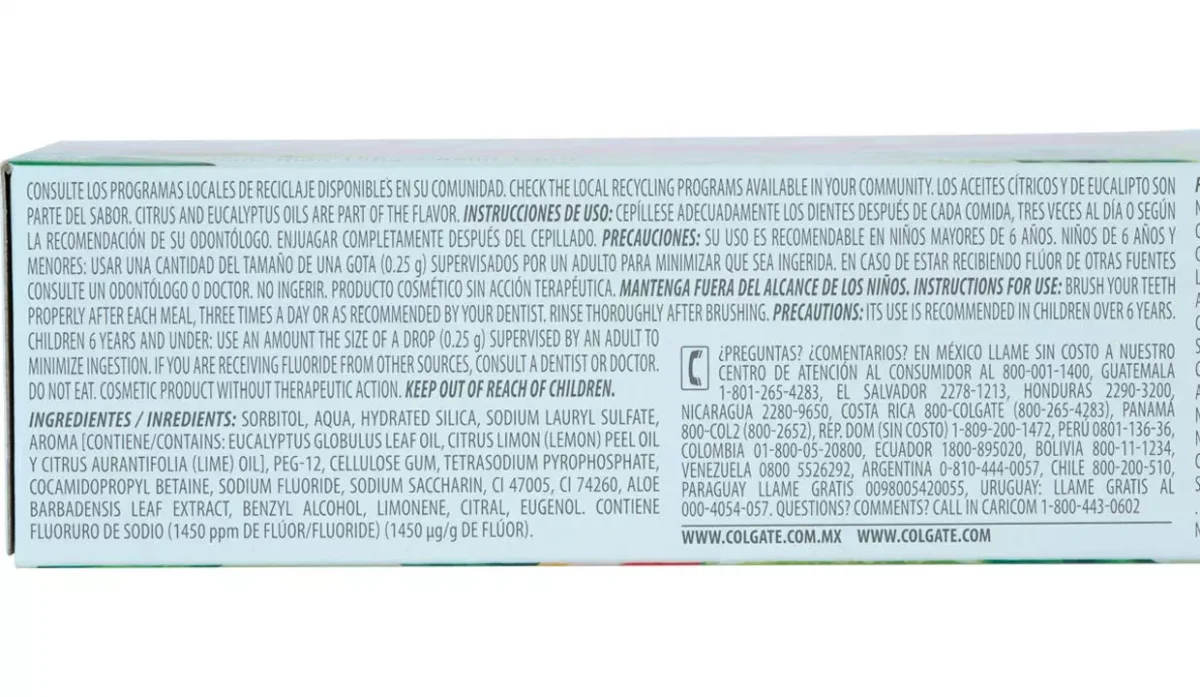 CONSULTE LOS PROGRAMAS LOCALES DE RECICLAJE DISPONIBLES EN SU COMUNIDAD. CHECK THE LOCAL RECYCLING PROGRAMS AVAILABLE IN YOUR COMMUNITY. LOS ACEITES CÍTRICOS Y DE EUCALIPTO SON
PARTE DEL SABOR. CITRUS AND EUCALYPTUS OILS ARE PART OF THE FLAVOR. INSTRUCCIONES DE USO: CEPÍLLESE ADECUADAMENTE LOS DIENTES DESPUÉS DE CADA COMIDA, TRES VECES AL DÍA O SEGÚN
LA RECOMENDACIÓN DE SU ODONTÓLOGO. ENJUAGAR COMPLETAMENTE DESPUÉS DEL CEPILLADO. PRECAUCIONES: SU USO ES RECOMENDABLE EN NIÑOS MAYORES DE 6 AÑOS. NIÑOS DE 6 AÑOS Y
MENORES: USAR UNA CANTIDAD DEL TAMAÑO DE UNA GOTA (0.25 g) SUPERVISADOS POR UN ADULTO PARA MINIMIZAR QUE SEA INGERIDA. EN CASO DE ESTAR RECIBIENDO FLÚOR DE OTRAS FUENTES
CONSULTE UN ODONTÓLOGO O DOCTOR. NO INGERIR. PRODUCTO COSMÉTICO SIN ACCIÓN TERAPÉUTICA. MANTENGA FUERA DEL ALCANCE DE LOS NIÑOS. INSTRUCTIONS FOR USE: BRUSH YOUR TEETH
PROPERLY AFTER EACH MEAL, THREE TIMES A DAY OR AS RECOMMENDED BY YOUR DENTIST. RINSE THOROUGHLY AFTER BRUSHING. PRECAUTIONS: ITS USE IS RECOMMENDED IN CHILDREN OVER 6 YEARS.
CHILDREN 6 YEARS AND UNDER: USE AN AMOUNT THE SIZE OF A DROP (0.25 g) SUPERVISED BY AN ADULT TO
MINIMIZE INGESTION. IF YOU ARE RECEIVING FLUORIDE FROM OTHER SOURCES, CONSULT A DENTIST OR DOCTOR.
DO NOT EAT. COSMETIC PRODUCT WITHOUT THERAPEUTIC ACTION. KEEP OUT OF REACH OF CHILDREN.
INGREDIENTES / INREDIENTS: SORBITOL, AQUA, HYDRATED SILICA, SODIUM LAURYL SULFATE,
AROMA [CONTIENE/CONTAINS: EUCALYPTUS GLOBULUS LEAF OIL, CITRUS LIMON (LEMON) PEEL OIL
Y CITRUS AURANTIFOLIA (LIME) OIL], PEG-12, CELLULOSE GUM, TETRASODIUM PYROPHOSPHATE,
COCAMIDOPROPYL BETAINE, SODIUM FLUORIDE, SODIUM SACCHARIN, CI 47005, CI 74260, ALOE
BARBADENSIS LEAF EXTRACT, BENZYL ALCOHOL, LIMONENE, CITRAL, EUGENOL. CONTIENE
FLUORURO DE SODIO (1450 ppm DE FLÚOR/FLUORIDE) (1450 µg/g DE FLÚOR).
¿PREGUNTAS? ¿COMENTARIOS? EN MÉXICO LLAME SIN COSTO A NUESTRO
CENTRO DE ATENCIÓN AL CONSUMIDOR AL 800-001-1400, GUATEMALA
1-801-265-4283, EL SALVADOR 2278-1213, HONDURAS 2290-3200,
NICARAGUA 2280-9650, COSTA RICA 800-COLGATE (800-265-4283), PANAMÁ
800-COL2 (800-2652), REP. DOM (SIN COSTO) 1-809-200-1472, PERÚ 0801-136-36,
COLOMBIA 01-800-05-20800, ECUADOR 1800-895020, BOLIVIA 800-11-1234,
VENEZUELA 0800 5526292, ARGENTINA 0-810-444-0057, CHILE 800-200-510,
PARAGUAY LLAME GRATIS 0098005420055, URUGUAY: LLAME GRATIS AL
000-4054-057. QUESTIONS? COMMENTS? CALL IN CARICOM 1-800-443-0602
WWW.COLGATE.COM.MX WWW.COLGATE.COM